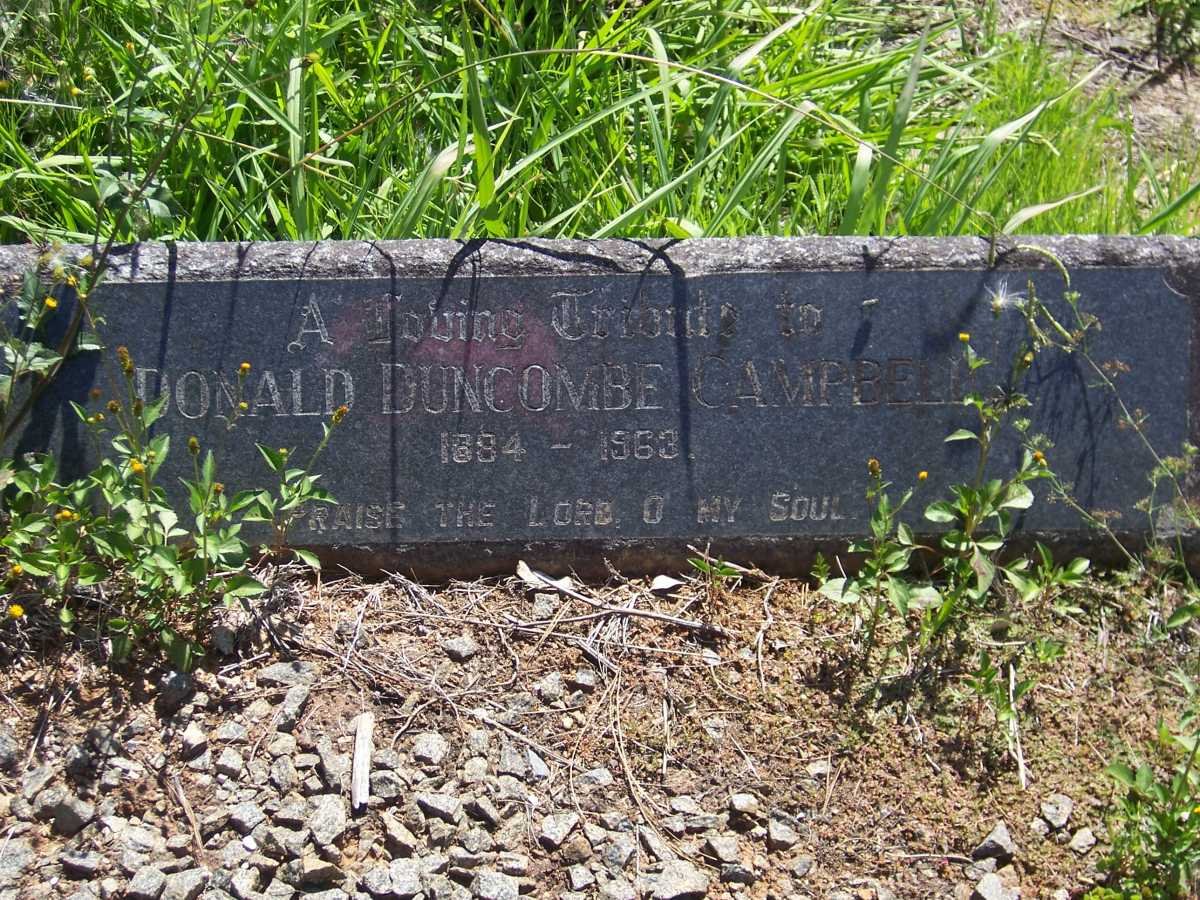 A Loving Tribute to -
DONALD DUNCOMBE CAMPBELL
1884 - 1963.
PRAISE THE LORD, O MY SOUL.